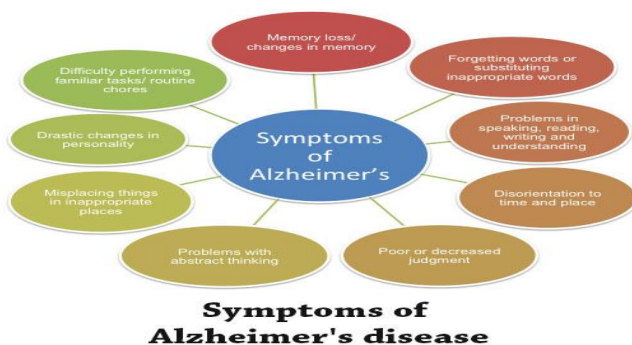 Memory loss/
changes in memory
Forgetting words or
substituting
inappropriate words
Problems in
speaking, reading,
writing and
understanding
Disorientation to
time and place
Poor or decreased
judgment
Problems with
abstract thinking
Misplacing things
in inappropriate
places
Drastic changes in
personality
Difficulty performing
familiar tasks/ routine
chores
Symptoms
of
Alzheimer's
Symptoms of
Alzheimer's disease